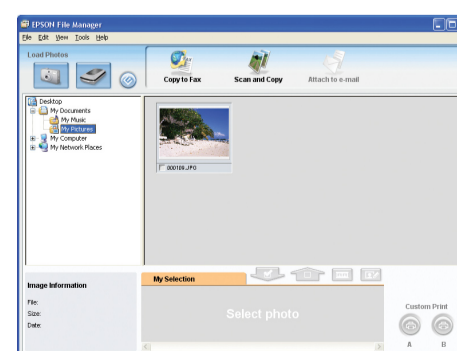 EPSON File Manager
File Edit View Tools Help
Load Photos
Copy to Fax Scan and Copy Attach to e-mail
Desktop
My Documents
My Music
My Pictures
My Computer
My Network Places
000109.JPG
My Selection
Image Information
File:
Size:
Date:
Select photo
Custom Print
A B